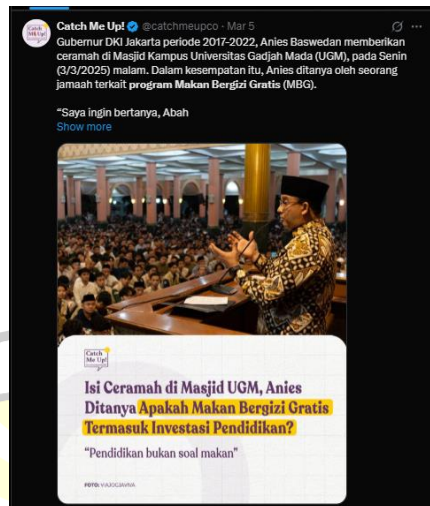 Catch Me Up! @catchmeupco · Mar 5
Gubernur DKI Jakarta periode 2017-2022, Anies Baswedan memberikan
ceramah di Masjid Kampus Universitas Gadjah Mada (UGM), pada Senin
(3/3/2025) malam. Dalam kesempatan itu, Anies ditanya oleh seorang
jamaah terkait program Makan Bergizi Gratis (MBG).
“Saya ingin bertanya, Abah
Show more
Catch
Me Up!
Isi Ceramah di Masjid UGM, Anies
Ditanya Apakah Makan Bergizi Gratis
Termasuk Investasi Pendidikan?
“Pendidikan bukan soal makan”
FOTO: VIAJOGJAVIVA